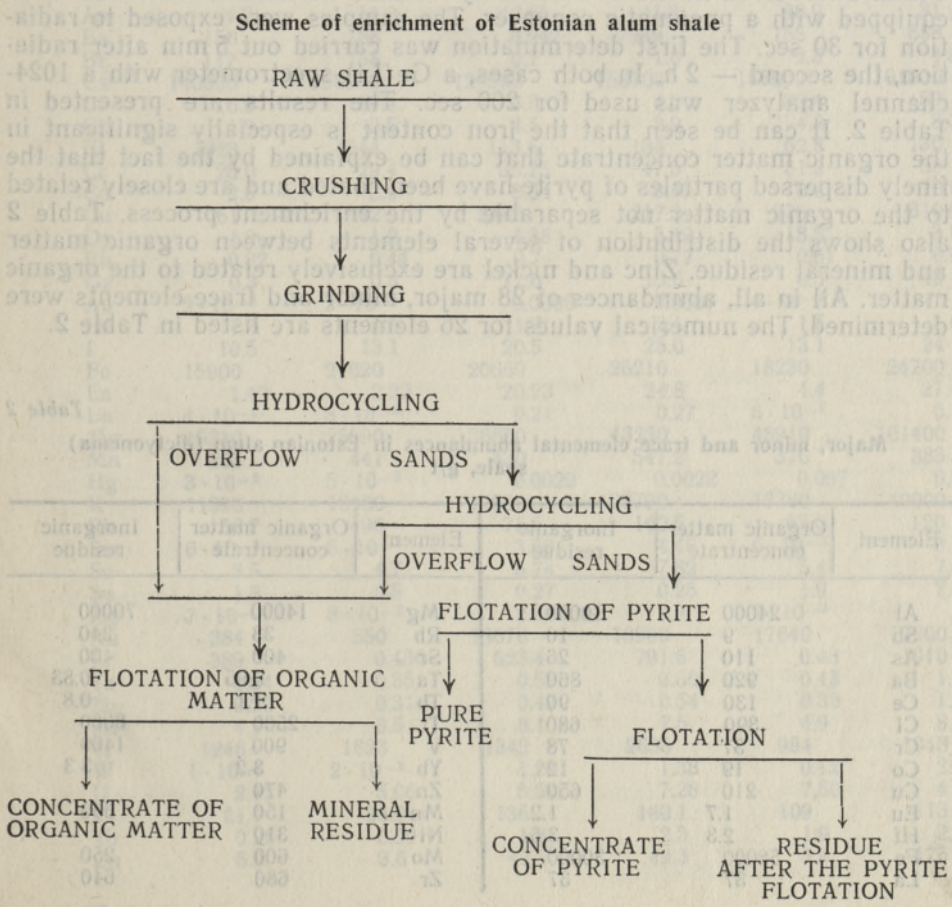 Scheme of enrichment of Estonian alum shale
RAW SHALE
CRUSHING
GRINDING
HYDROCYCLING
OVERFLOW SANDS
HYDROCYCLING
OVERFLOW SANDS
FLOTATION OF PYRITE
FLOTATION OF ORGANIC
MATTER
PURE
PYRITE
FLOTATION
CONCENTRATE OF
ORGANIC MATTER
MINERAL
RESIDUE
CONCENTRATE
OF PYRITE
RESIDUE
AFTER THE PYRITE
FLOTATION